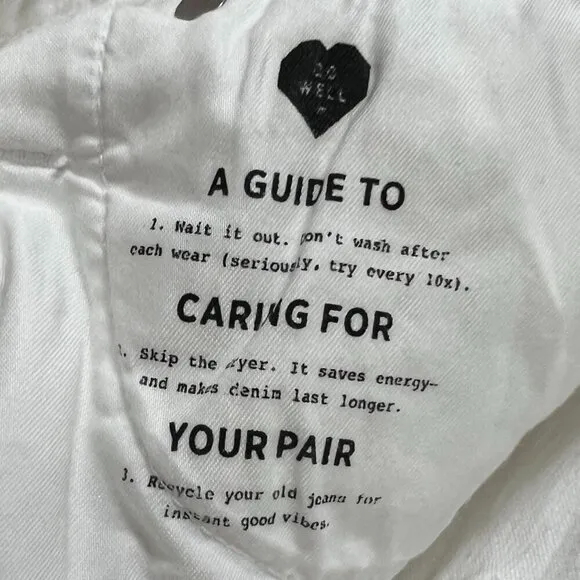 DO
WELL
A GUIDE TO
1. Wait it out. Don't wash after
each wear (seriously, try every 10x).
CARING FOR
2. Skip the dryer. It saves energy—
and makes denim last longer.
YOUR PAIR
3. Recycle your old jeans for
instant good vibes.